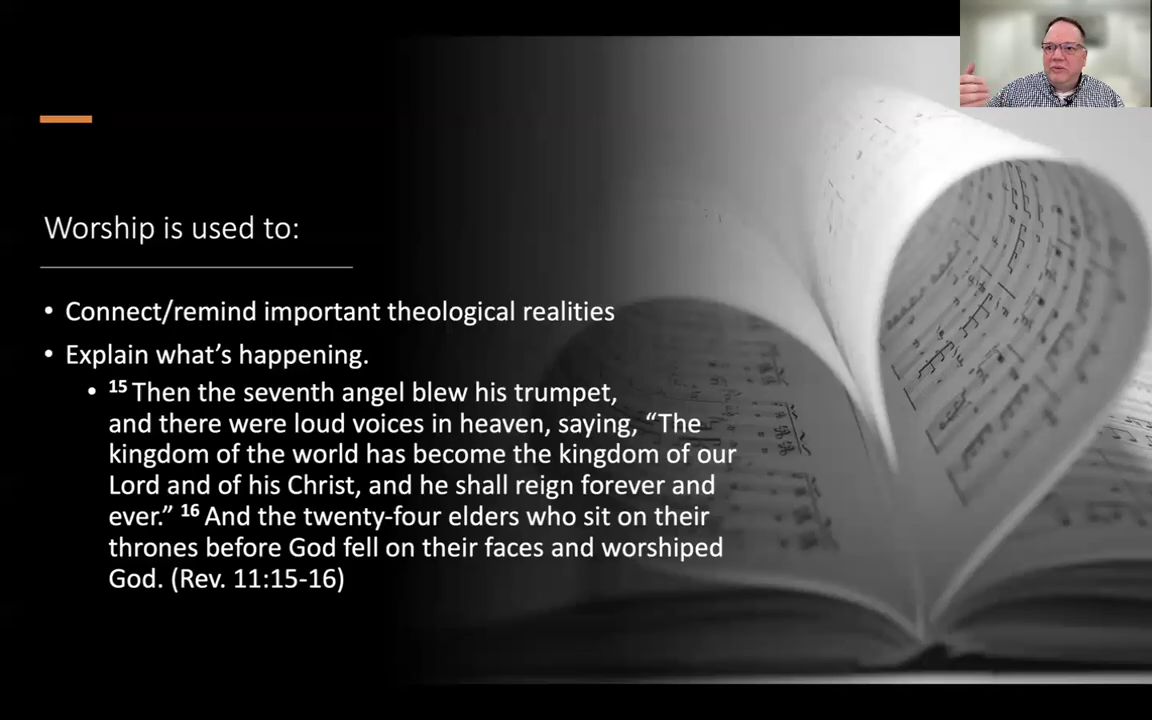 Worship is used to:
• Connect/remind important theological realities
• Explain what’s happening.
• 15 Then the seventh angel blew his trumpet,
and there were loud voices in heaven, saying, “The
kingdom of the world has become the kingdom of our
Lord and of his Christ, and he shall reign forever and
ever.” 16 And the twenty-four elders who sit on their
thrones before God fell on their faces and worshiped
God. (Rev. 11:15-16)